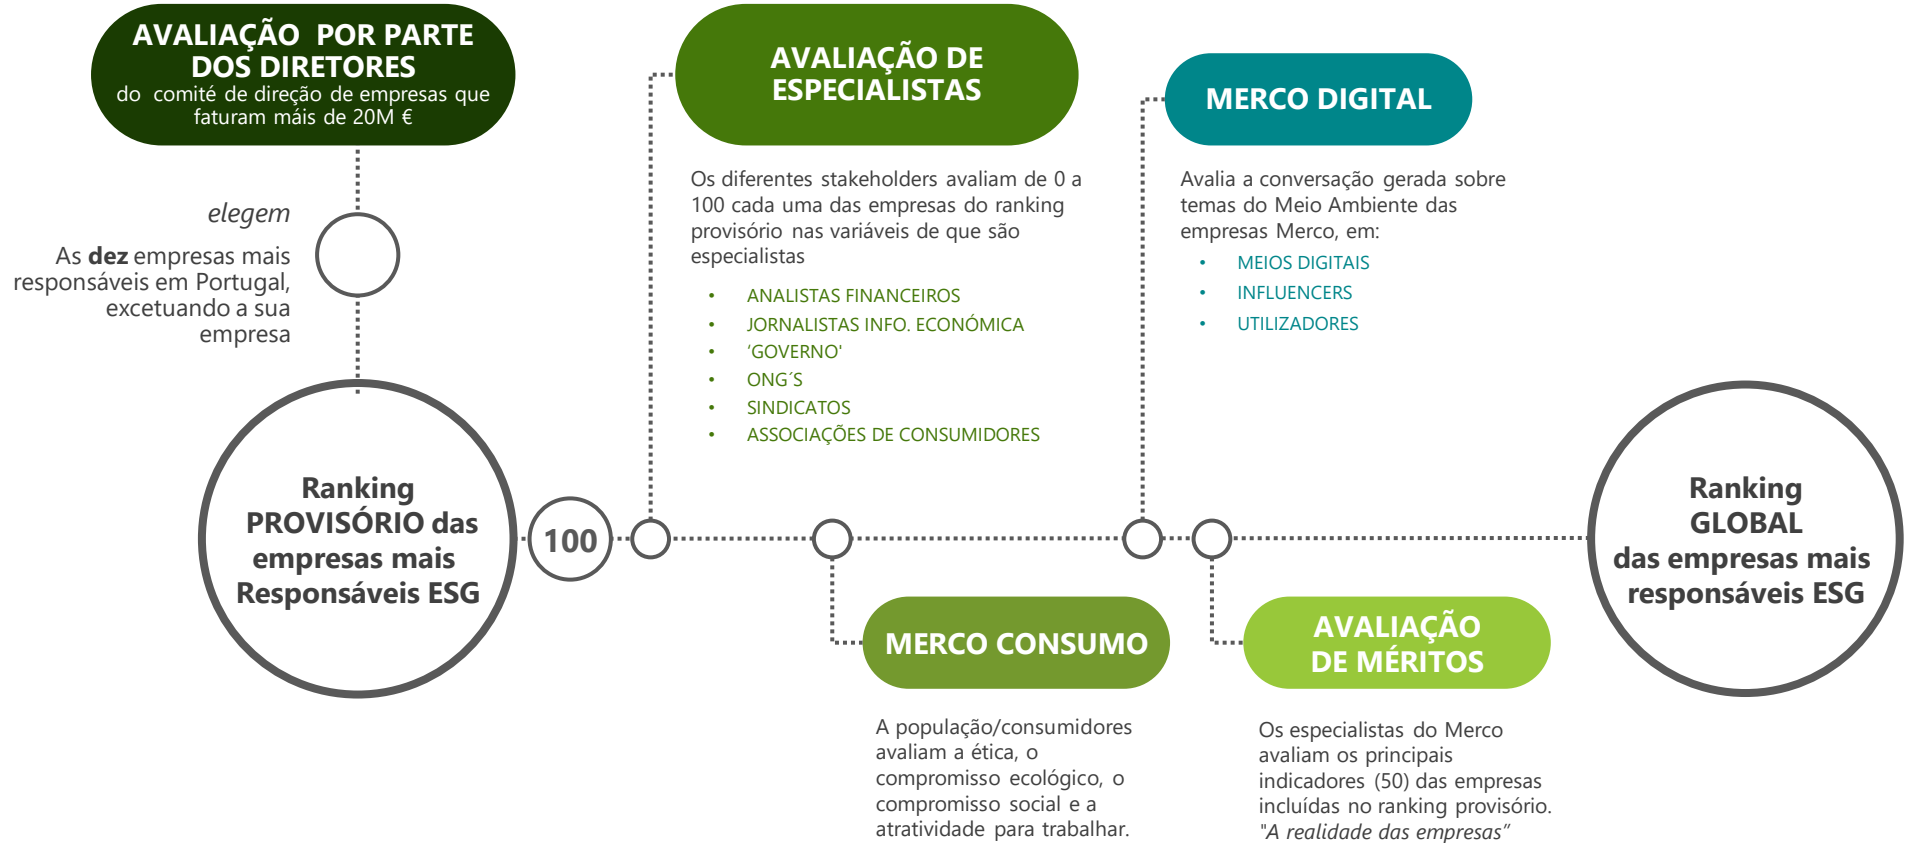 AVALIAÇÃO POR PARTE
DOS DIRETORES
do comité de direção de empresas que
faturam máis de 20M €
elegem
As dez empresas mais
responsáveis em Portugal,
excetuando a sua
empresa
Ranking
PROVISÓRIO das
empresas mais
Responsáveis ESG
100
AVALIAÇÃO DE
ESPECIALISTAS
Os diferentes stakeholders avaliam de 0 a
100 cada uma das empresas do ranking
provisório nas variáveis de que são
especialistas
• ANALISTAS FINANCEIROS
• JORNALISTAS INFO. ECONÓMICA
• ‘GOVERNO'
• ONG´S
• SINDICATOS
• ASSOCIAÇÕES DE CONSUMIDORES
MERCO CONSUMO
A população/consumidores
avaliam a ética, o
compromisso ecológico, o
compromisso social e a
atratividade para trabalhar.
MERCO DIGITAL
Avalia a conversação gerada sobre
temas do Meio Ambiente das
empresas Merco, em:
• MEIOS DIGITAIS
• INFLUENCERS
• UTILIZADORES
AVALIAÇÃO
DE MÉRITOS
Os especialistas do Merco
avaliam os principais
indicadores (50) das empresas
incluídas no ranking provisório.
"A realidade das empresas”
Ranking
GLOBAL
das empresas mais
responsáveis ESG